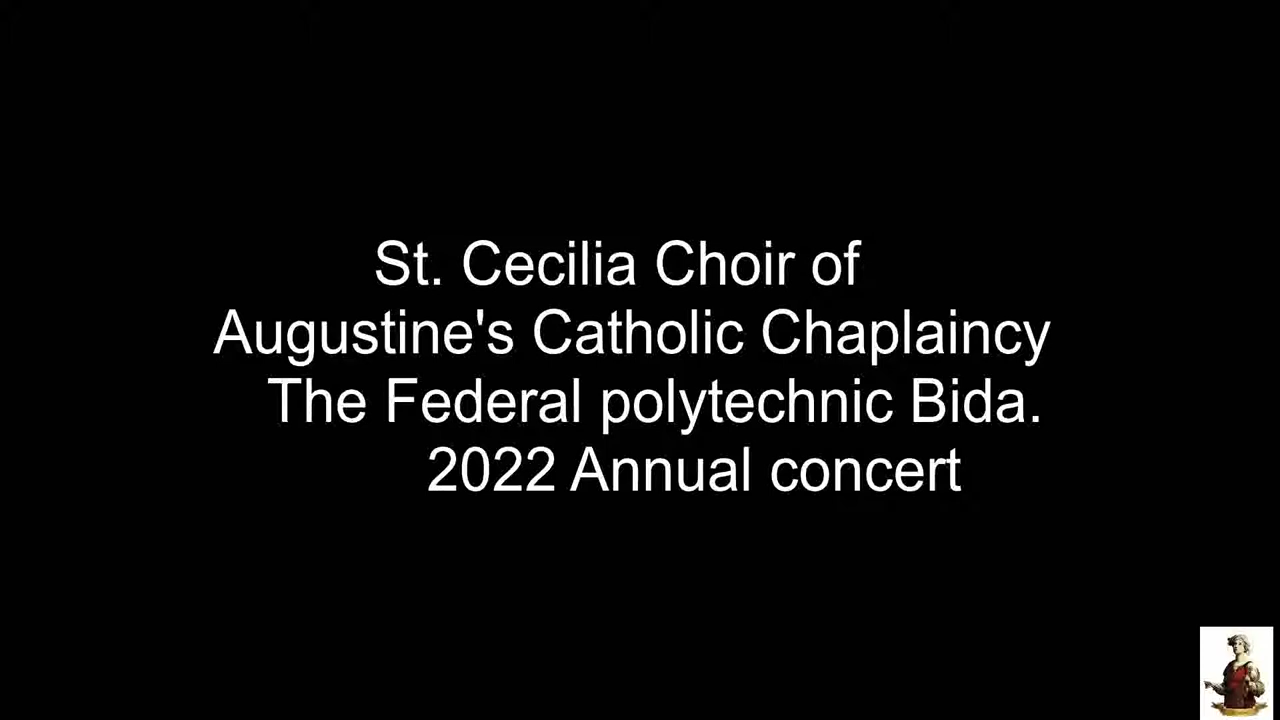 St. Cecilia Choir of
Augustine's Catholic Chaplaincy
The Federal polytechnic Bida.
2022 Annual concert